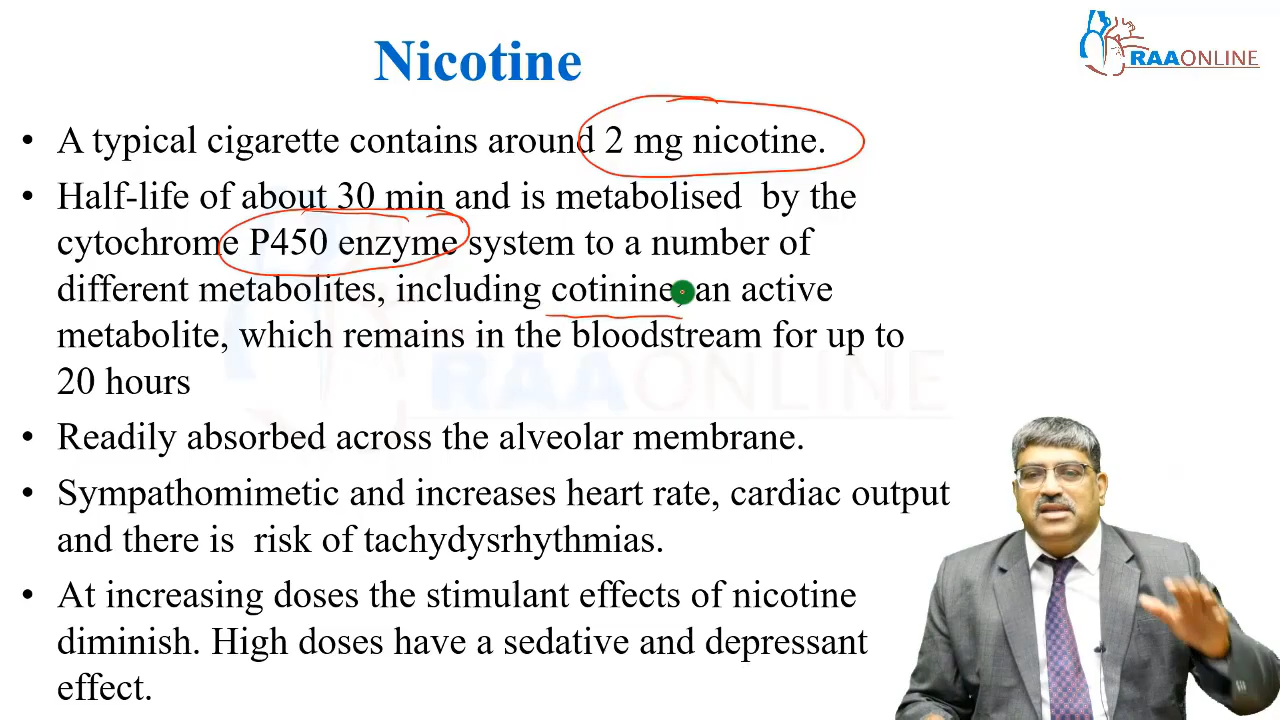 Nicotine
RAAONLINE
• A typical cigarette contains around 2 mg nicotine.
• Half-life of about 30 min and is metabolised by the
cytochrome P450 enzyme system to a number of
different metabolites, including cotinine, an active
metabolite, which remains in the bloodstream for up to
20 hours
RAAONLINE
• Readily absorbed across the alveolar membrane.
• Sympathomimetic and increases heart rate, cardiac output
and there is risk of tachydysrhythmias.
• At increasing doses the stimulant effects of nicotine
diminish. High doses have a sedative and depressant
effect.